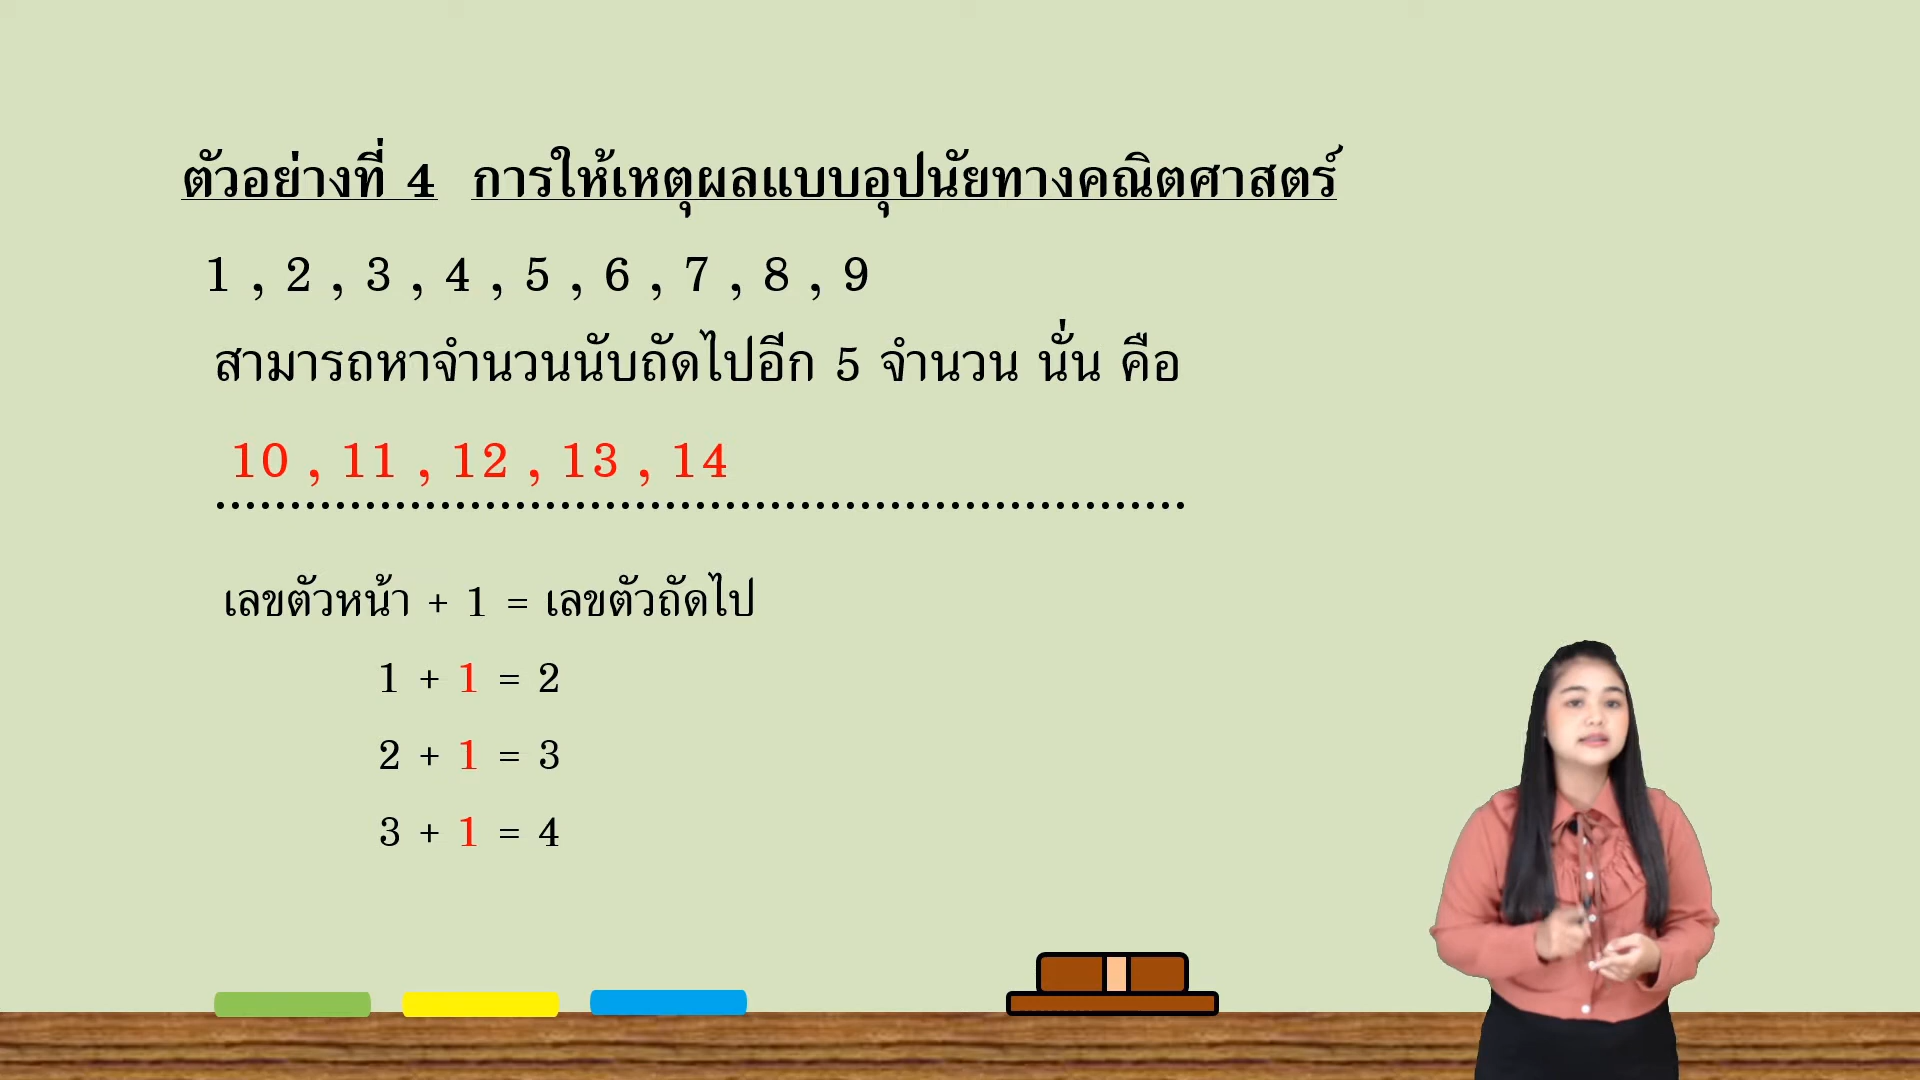 ตัวอย่างที่ 4 การให้เหตุผลแบบอุปนัยทางคณิตศาสตร์
1 , 2 , 3 , 4 , 5 , 6 , 7 , 8 , 9
สามารถหาจำนวนนับถัดไปอีก 5 จำนวน นั่น คือ
10 , 11 , 12 , 13 , 14
เลขตัวหน้า + 1 = เลขตัวถัดไป
1 + 1 = 2
2 + 1 = 3
3 + 1 = 4